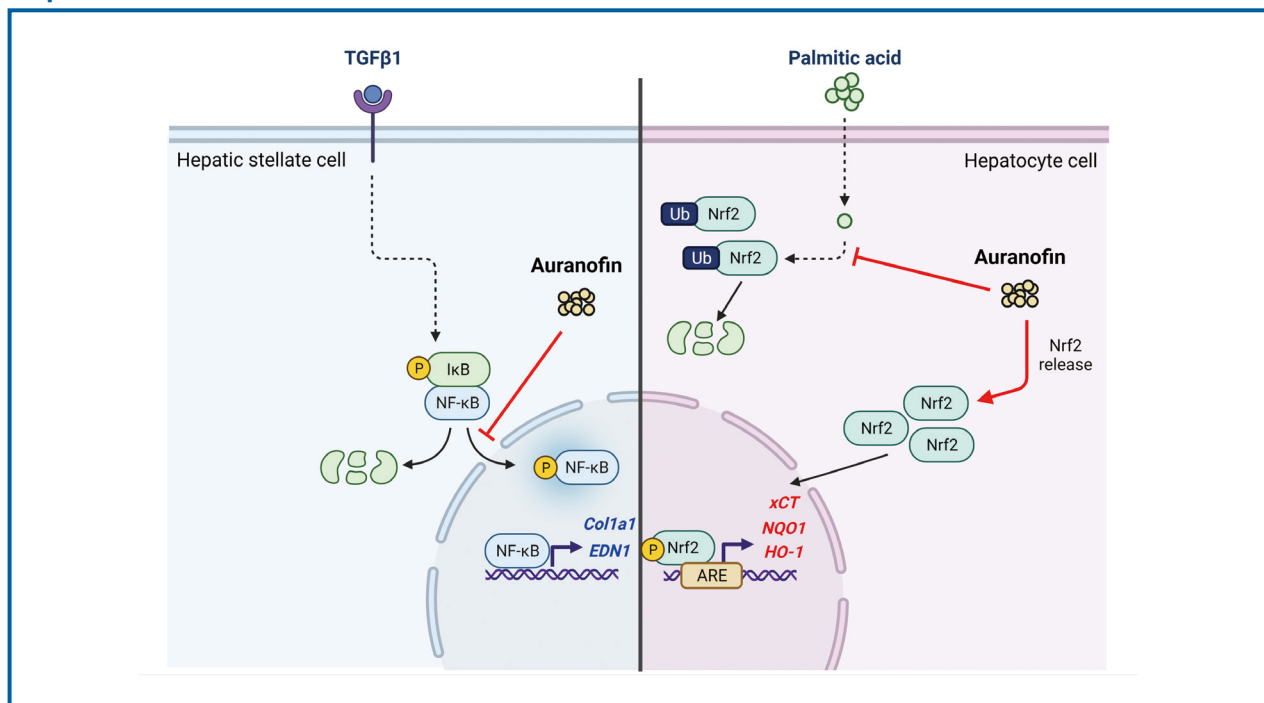 TGFβ1
Hepatic stellate cell
Auranofin
P
IκB
NF-κB
P
NF-κB
Col1a1
NF-κB
EDN1
Palmitic acid
Hepatocyte cell
Ub
Nrf2
Ub
Nrf2
Auranofin
Nrf2
release
Nrf2
Nrf2
Nrf2
xCT
NQO1
HO-1
P
Nrf2
ARE